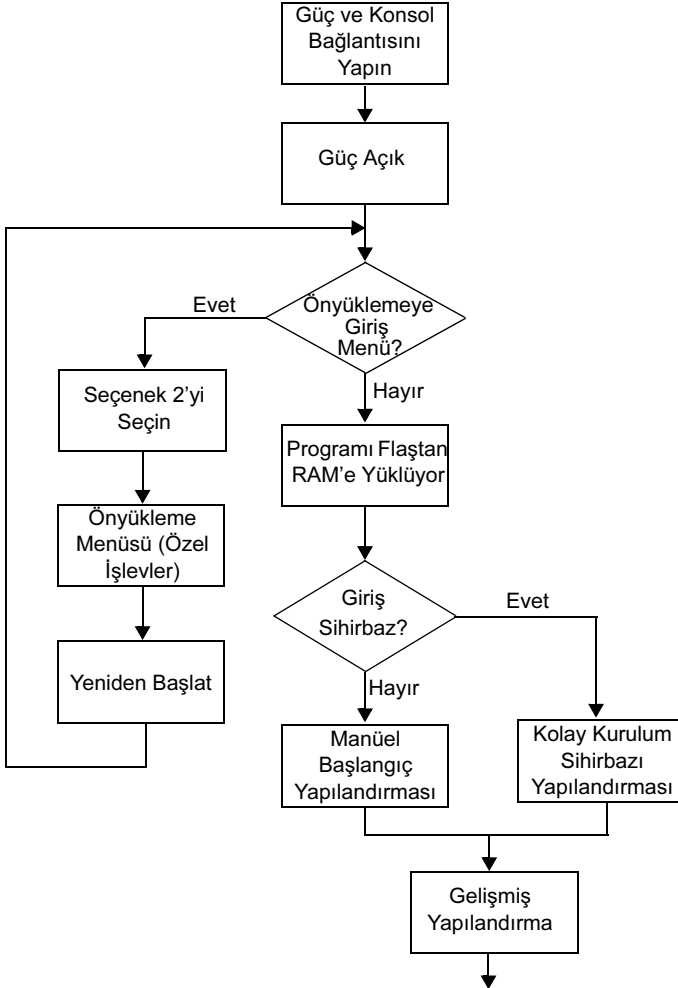 Güç ve Konsol
Bağlantısını
Yapın
Güç Açık
Önyüklemeye
Giriş
Menü?
Evet
Hayır
Seçenek 2’yi
Seçin
Programı Flaştan
RAM’e Yüklüyor
Önyükleme
Menüsü (Özel
İşlevler)
Giriş
Sihirbaz?
Evet
Hayır
Yeniden Başlat
Manüel
Başlangıç
Yapılandırması
Kolay Kurulum
Sihirbazı
Yapılandırması
Gelişmiş
Yapılandırma